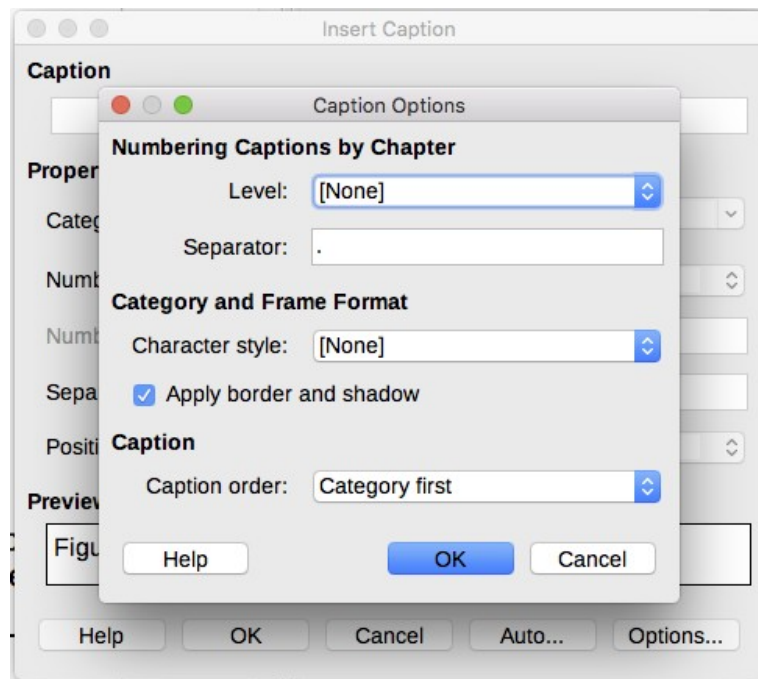 Insert Caption
Caption
Caption Options
Numbering Captions by Chapter
Level: [None]
Separator: .
Category and Frame Format
Character style: [None]
Apply border and shadow
Caption
Caption order: Category first
Help OK Cancel
Help OK Cancel Auto... Options...